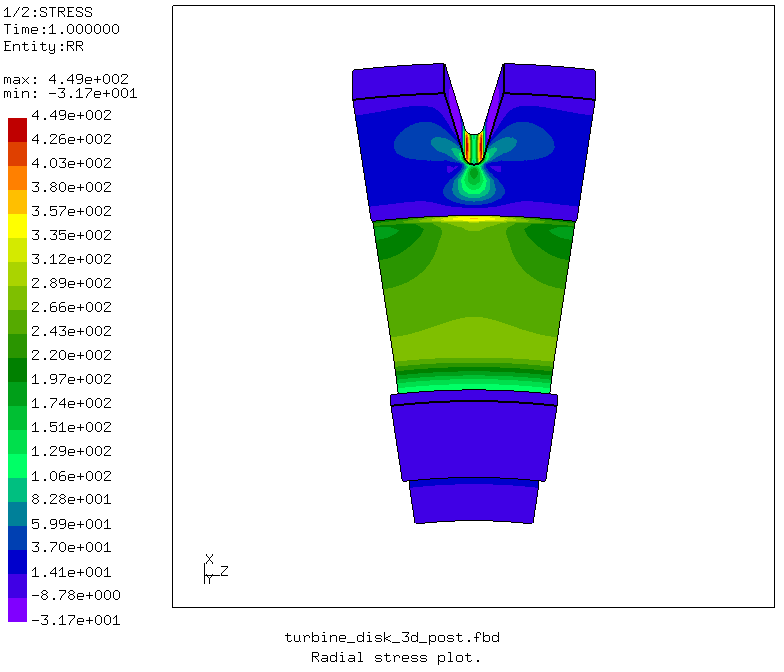 1/2:STRESS
Time:1.000000
Entity:RR
max: 4.49e+002
min: -3.17e+001
4.49e+002
4.26e+002
4.03e+002
3.80e+002
3.57e+002
3.35e+002
3.12e+002
2.89e+002
2.66e+002
2.43e+002
2.20e+002
1.97e+002
1.74e+002
1.51e+002
1.29e+002
1.06e+002
8.28e+001
5.99e+001
3.70e+001
1.41e+001
-8.78e+000
-3.17e+001
X
Z
Y
turbine_disk_3d_post.fbd
Radial stress plot.